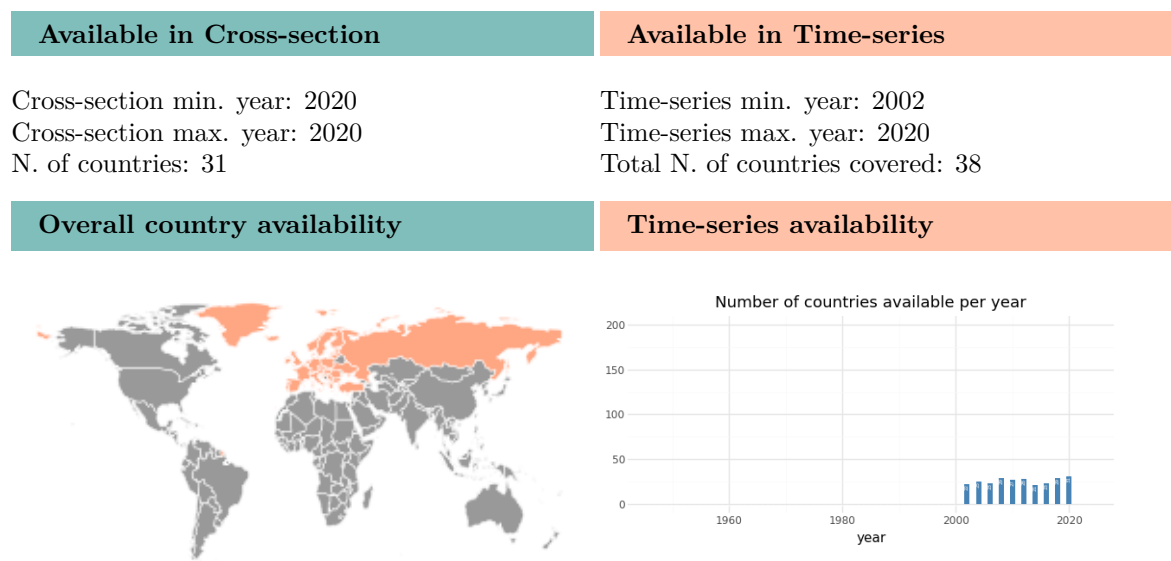 Available in Cross-section
Available in Time-series
Cross-section min. year: 2020
Cross-section max. year: 2020
N. of countries: 31
Time-series min. year: 2002
Time-series max. year: 2020
Total N. of countries covered: 38
Overall country availability
Time-series availability
Number of countries available per year
200
150
100
50
0
1960 1980 2000 2020
year